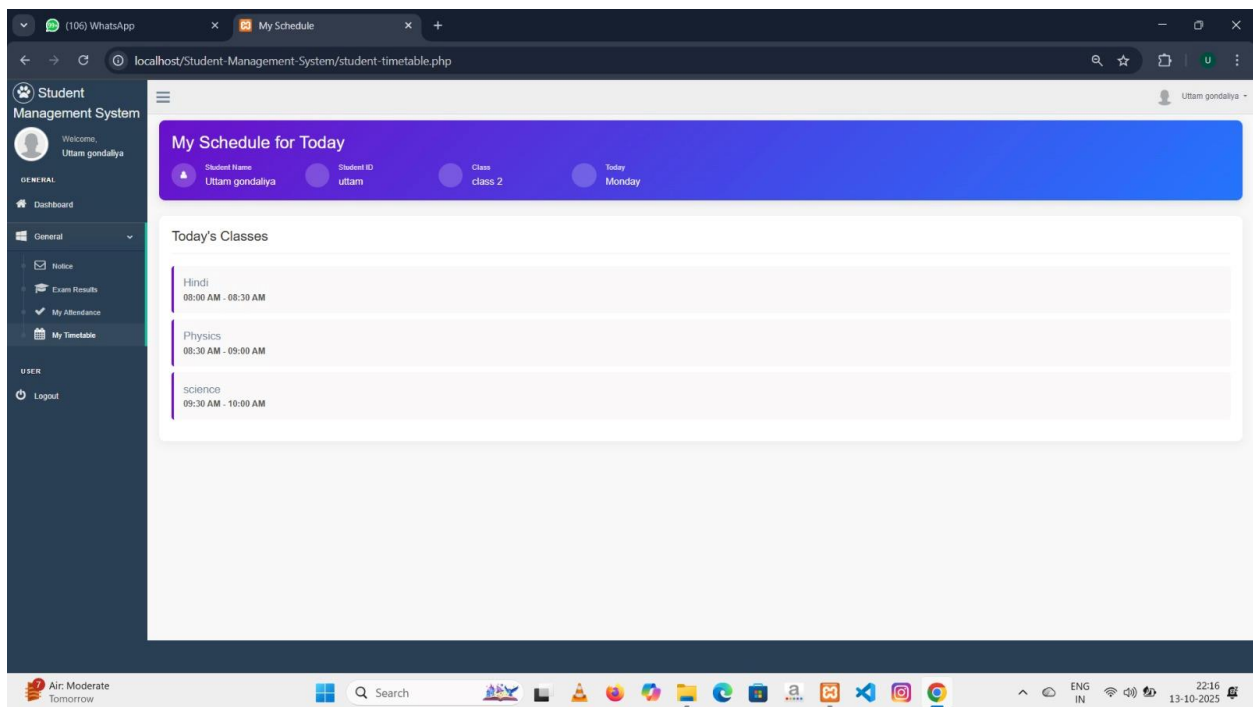 (106) WhatsApp
My Schedule
localhost/Student-Management-System/student-timetable.php
U
Student
Management System
Welcome,
Uttam gondaliya
GENERAL
Dashboard
General
Notice
Exam Results
My Attendance
My Timetable
USER
Logout
Uttam gondaliya
My Schedule for Today
Student Name
Uttam gondaliya
Student ID
uttam
Class
class 2
Today
Monday
Today's Classes
Hindi
08:00 AM - 08:30 AM
Physics
08:30 AM - 09:00 AM
science
09:30 AM - 10:00 AM
7
Air: Moderate
Tomorrow
Search
a
ENG
IN
22:16
13-10-2025